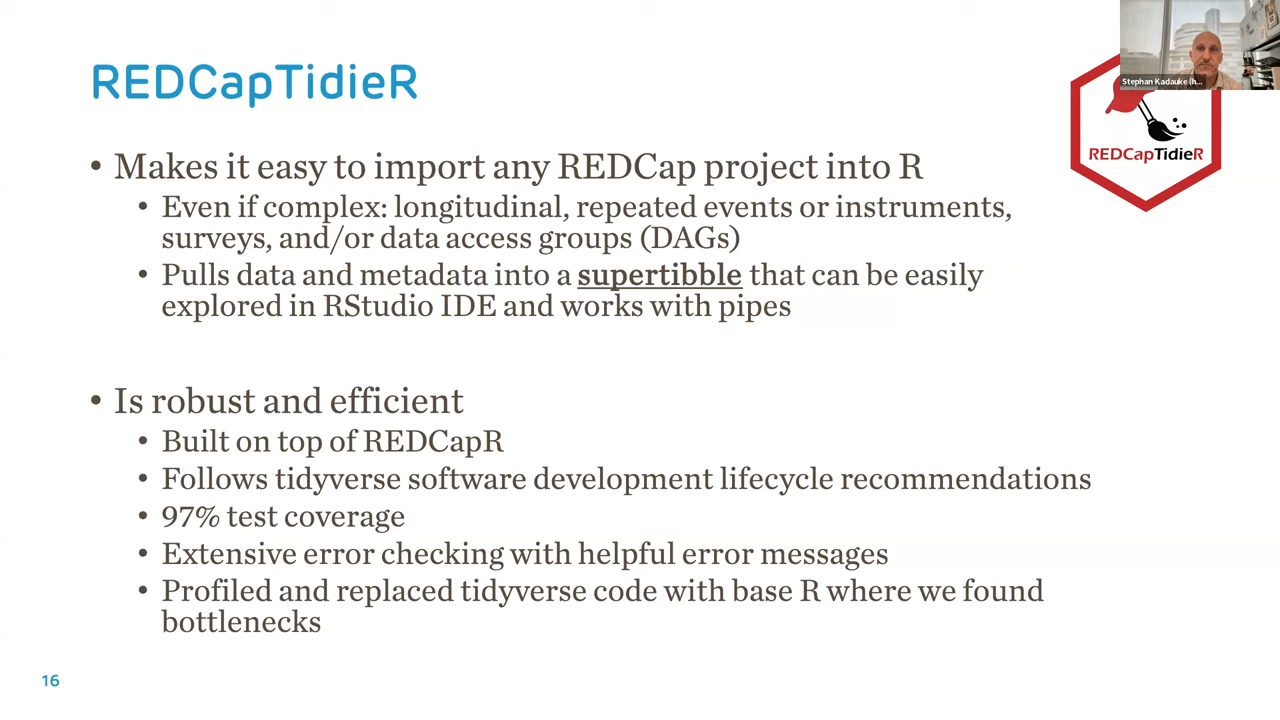 REDCapTidieR
Stephan Kadauke (h...
REDCapTidieR
• Makes it easy to import any REDCap project into R
• Even if complex: longitudinal, repeated events or instruments,
surveys, and/or data access groups (DAGs)
• Pulls data and metadata into a supertibble that can be easily
explored in RStudio IDE and works with pipes
• Is robust and efficient
• Built on top of REDCapR
• Follows tidyverse software development lifecycle recommendations
• 97% test coverage
• Extensive error checking with helpful error messages
• Profiled and replaced tidyverse code with base R where we found
bottlenecks
16